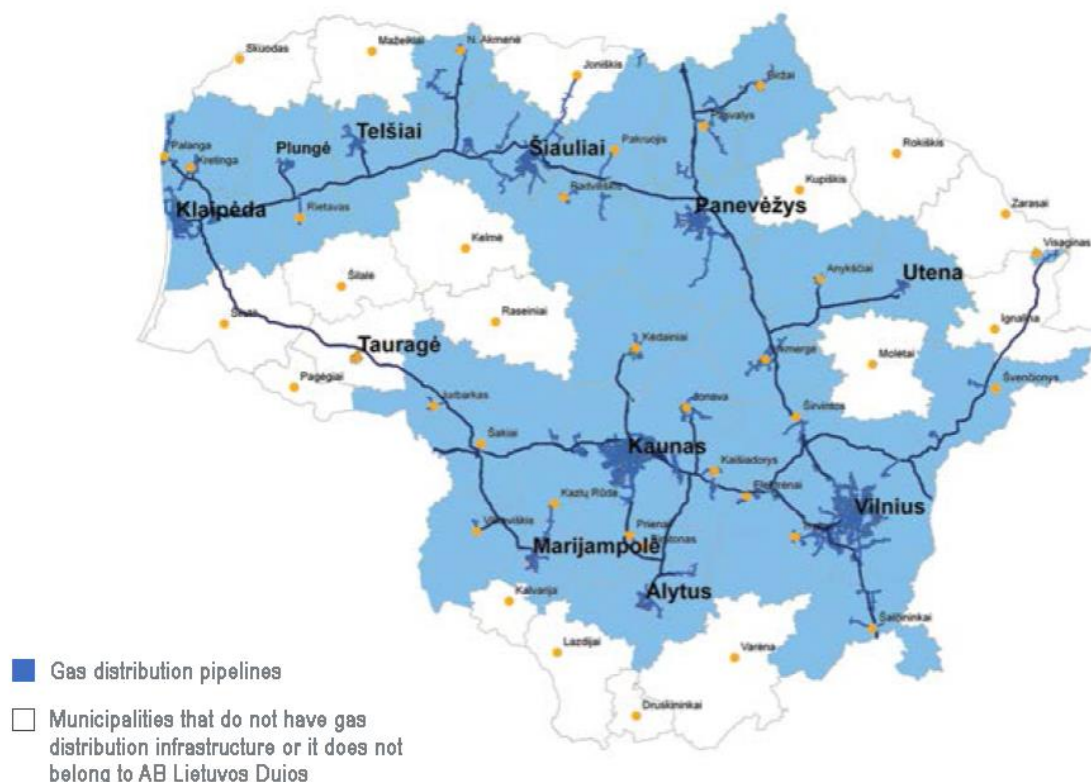 Skuodas
Mažeikiai
N. Akmenė
Joniškis
Biržai
Pasvalys
Palanga
Kretinga
Plungė
Telšiai
Šiauliai
Pakruojis
Rokiškis
Kupiškis
Radviliškis
Klaipėda
Rietavas
Panevėžys
Zarasai
Visaginas
Kelmė
Šilalė
Anykščiai
Utena
Raseiniai
Ignalina
Tauragė
Kėdainiai
Molėtai
Pagėgiai
Švenčionys
Jurbarkas
Jonava
Širvintos
Šakiai
Kaunas
Kaišiadorys
Elektrėnai
Kazlų Rūda
Vilnius
Vilkaviškis
Prienai
Marijampolė
Alytus
Kalvarija
Šalčininkai
Lazdijai
Varėna
Druskininkai
Gas distribution pipelines
Municipalities that do not have gas
distribution infrastructure or it does not
belong to AB Lietuvos Dujos